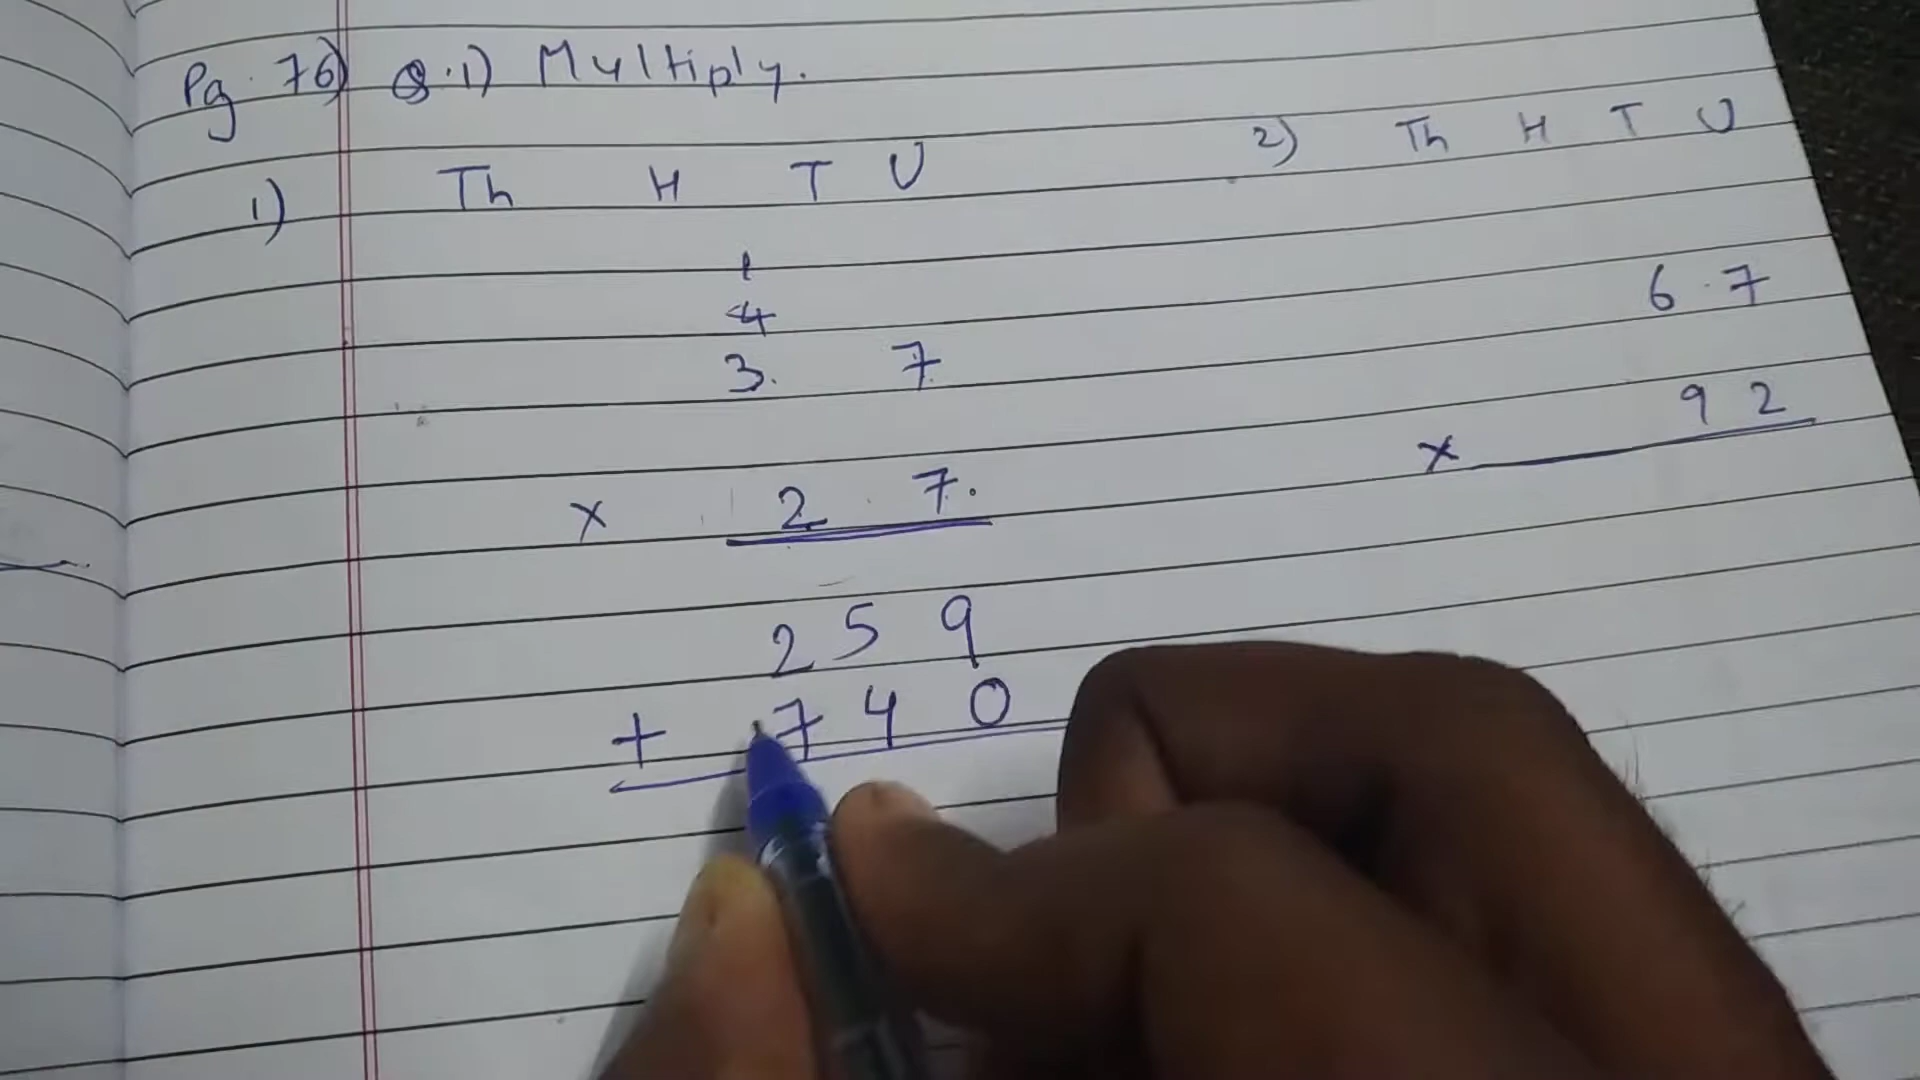 Pg. 76) Q.1) Multiply.
1) Th H T U
1
4
3. 7
x 2 7.
2 5 9
+ 7 4 0
2) Th H T U
6 7
x 9 2